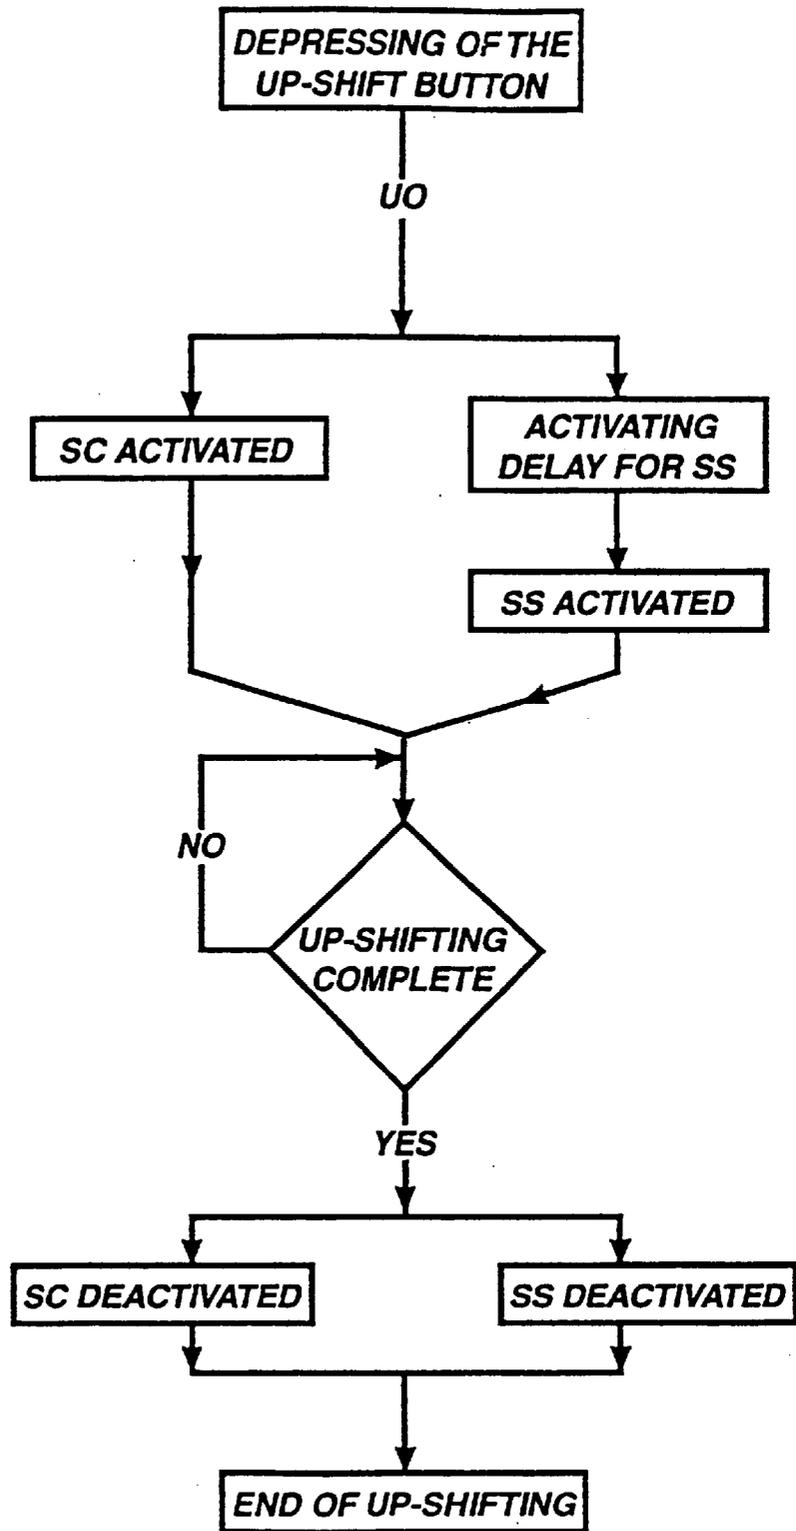 DEPRESSING OF THE
UP-SHIFT BUTTON
UO
SC ACTIVATED
ACTIVATING
DELAY FOR SS
SS ACTIVATED
NO
UP-SHIFTING
COMPLETE
YES
SC DEACTIVATED
SS DEACTIVATED
END OF UP-SHIFTING